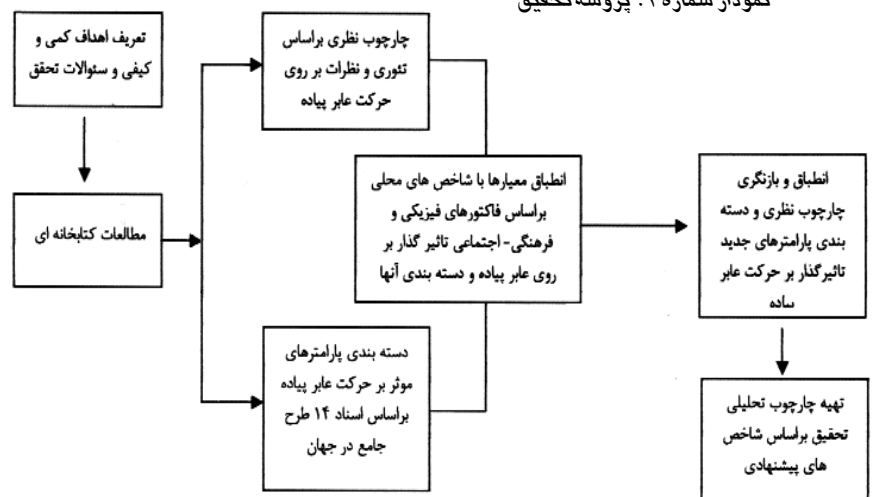 نمودار شماره ۱: پروسه تحقیق
تعریف اهداف کمی و
کیفی و سئوالات تحقق
مطالعات کتابخانه ای
چارچوب نظری براساس
تئوری و نظرات بر روی
حرکت عابر پیاده
دسته بندی پارامترهای
موثر بر حرکت عابر پیاده
براساس اسناد ۱۴ طرح
جامع در جهان
انطباق معیارها با شاخص های محلی
براساس فاکتورهای فیزیکی و
فرهنگی- اجتماعی تاثیر گذار بر
روی عابر پیاده و دسته بندی آنها
انطباق و بازنگری
چارچوب نظری و دسته
بندی پارامترهای جدید
تاثیرگذار بر حرکت عابر
پیاده
تهیه چارچوب تحلیلی
تحقیق براساس شاخص
های پیشنهادی